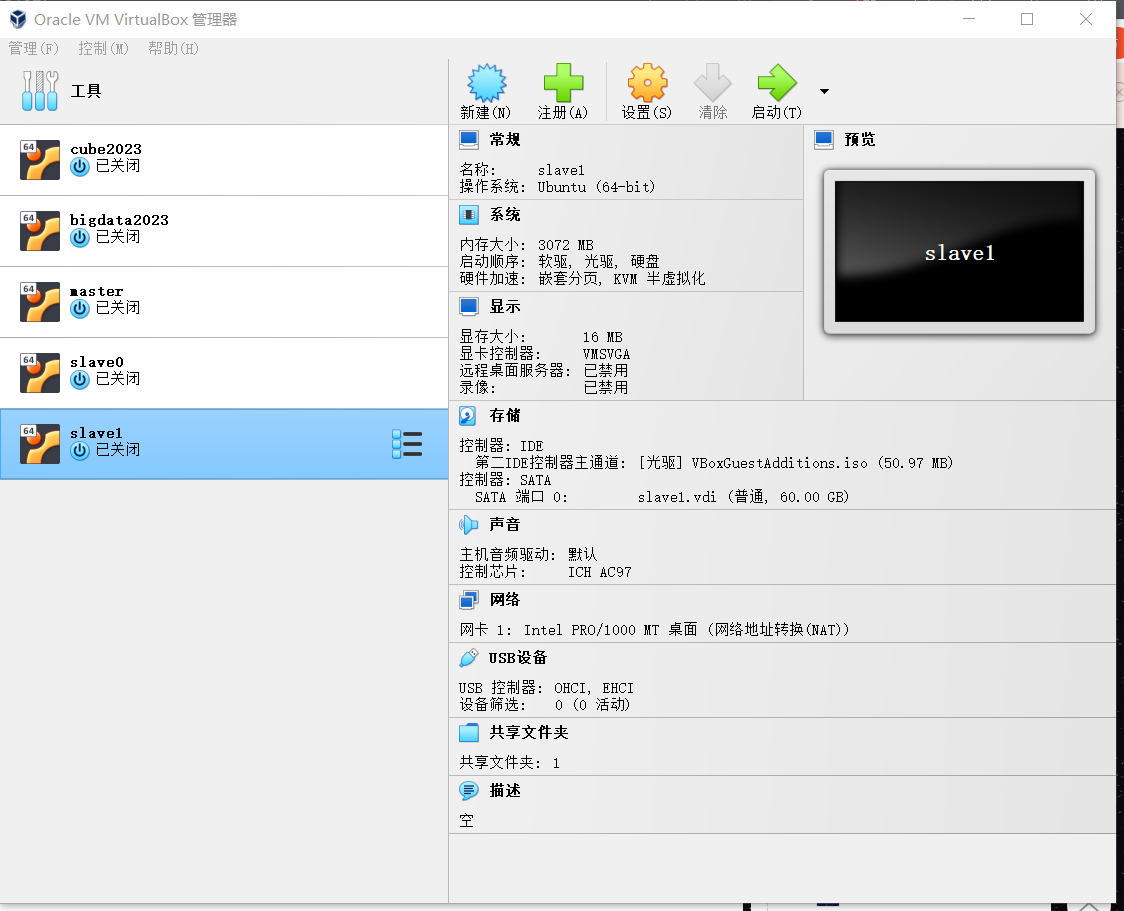 Oracle VM VirtualBox 管理器
管理(F) 控制(M) 帮助(H)
工具
新建(N) 注册(A) 设置(S) 清除 启动(T)
64 cube2023
已关闭
64 bigdata2023
已关闭
64 master
已关闭
64 slave0
已关闭
64 slave1
已关闭
常规
名称: slave1
操作系统: Ubuntu (64-bit)
预览
slave1
系统
内存大小: 3072 MB
启动顺序: 软驱, 光驱, 硬盘
硬件加速: 嵌套分页, KVM 半虚拟化
显示
显存大小: 16 MB
显卡控制器: VMSVGA
远程桌面服务器: 已禁用
录像: 已禁用
存储
控制器: IDE
第二IDE控制器主通道: [光驱] VBoxGuestAdditions.iso (50.97 MB)
控制器: SATA
SATA 端口 0: slave1.vdi (普通, 60.00 GB)
声音
主机音频驱动: 默认
控制芯片: ICH AC97
网络
网卡 1: Intel PRO/1000 MT 桌面 (网络地址转换(NAT))
USB设备
USB 控制器: OHCI, EHCI
设备筛选: 0 (0 活动)
共享文件夹
共享文件夹: 1
描述
空